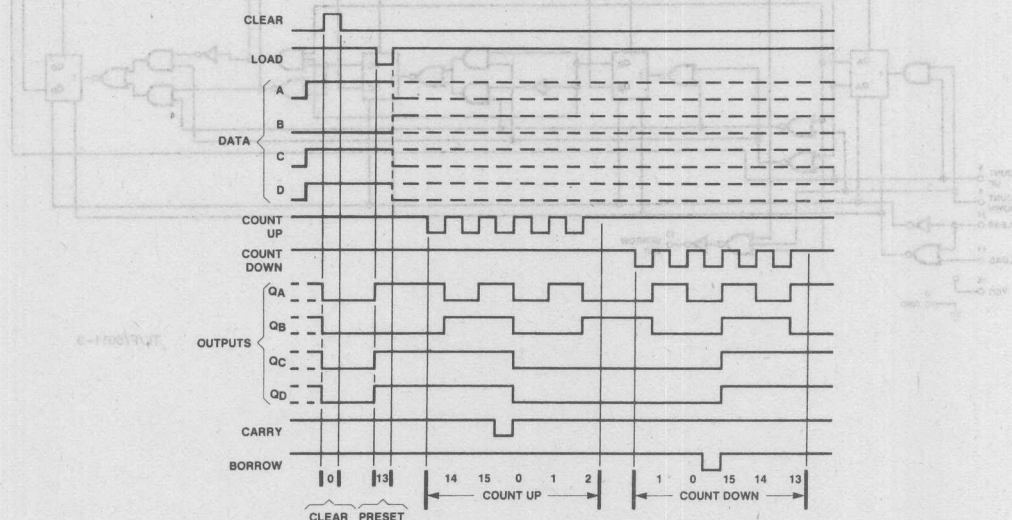 CLEAR
LOAD
A
B
DATA
C
D
COUNT
UP
COUNT
DOWN
QA
QB
OUTPUTS
QC
QD
CARRY
BORROW
0 13 14 15 0 1 2 1 0 15 14 13
COUNT UP COUNT DOWN
CLEAR PRESET